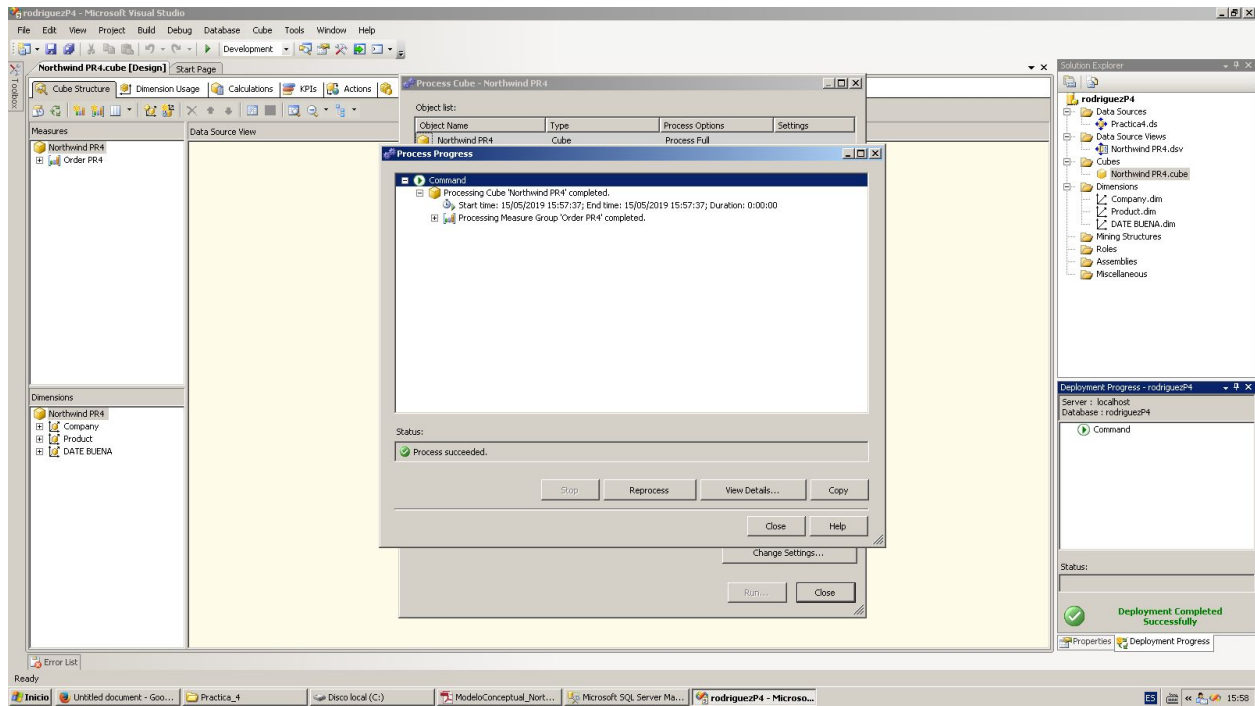 rodriguezP4 - Microsoft Visual Studio
File Edit View Project Build Debug Database Cube Tools Window Help
Development
Northwind PR4.cube [Design] Start Page
Toolbox
Cube Structure Dimension Usage Calculations KPIs Actions
Measures
Northwind PR4
Order PR4
Data Source View
Dimensions
Northwind PR4
Company
Product
DATE BUENA
Process Cube - Northwind PR4
Object list:
Object Name Type Process Options Settings
Northwind PR4 Cube Process Full
Process Progress
Command
Processing Cube 'Northwind PR4' completed.
Start time: 15/05/2019 15:57:37; End time: 15/05/2019 15:57:37; Duration: 0:00:00
Processing Measure Group 'Order PR4' completed.
Status:
Process succeeded.
Stop Reprocess View Details... Copy
Close Help
Change Settings...
Run... Close
Solution Explorer
rodriguezP4
Data Sources
Practica4.ds
Data Source Views
Northwind PR4.dsv
Cubes
Northwind PR4.cube
Dimensions
Company.dim
Product.dim
DATE BUENA.dim
Mining Structures
Roles
Assemblies
Miscellaneous
Deployment Progress - rodriguezP4
Server : localhost
Database : rodriguezP4
Command
Status:
Deployment Completed
Successfully
Properties Deployment Progress
Error List
Ready
Inicio Untitled document - Goo... Practica_4 Disco local (C:) ModeloConceptual_Nort... Microsoft SQL Server Ma... rodriguezP4 - Microso... ES 15:58